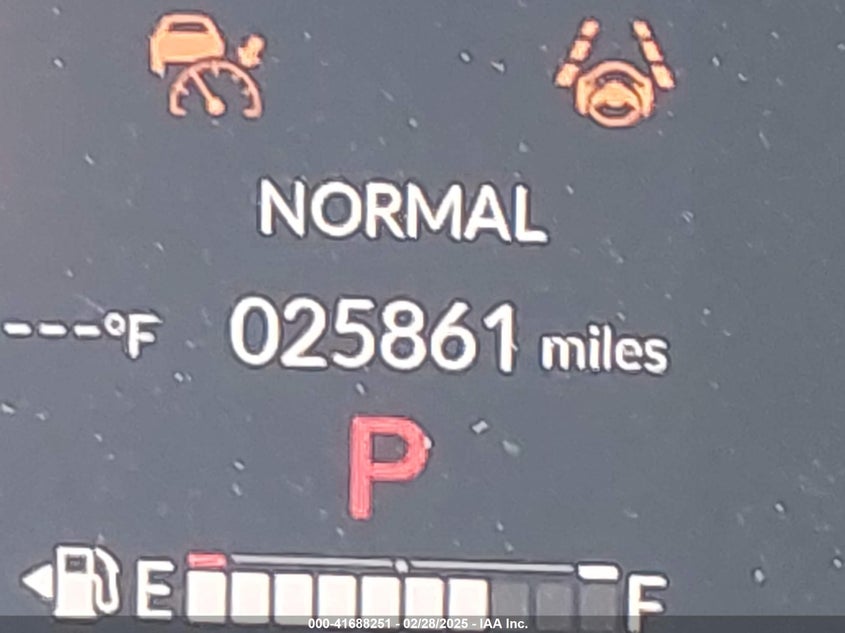 NORMAL
---°F 025861 miles
P
E F
000-41688251 - 02/28/2025 - IAA Inc.